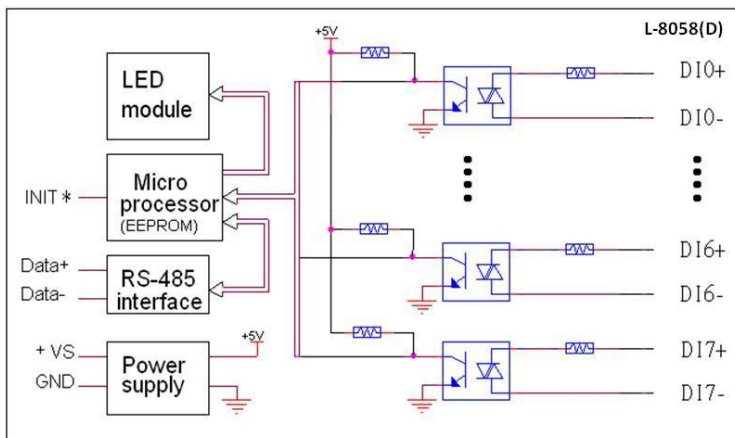 L-8058(D)
+5V
LED
module
DI0+
DI0-
Micro
processor
(EEPROM)
INIT *
DI6+
DI6-
Data+
Data-
RS-485
interface
+5V
DI7+
DI7-
+ VS
GND
Power
supply